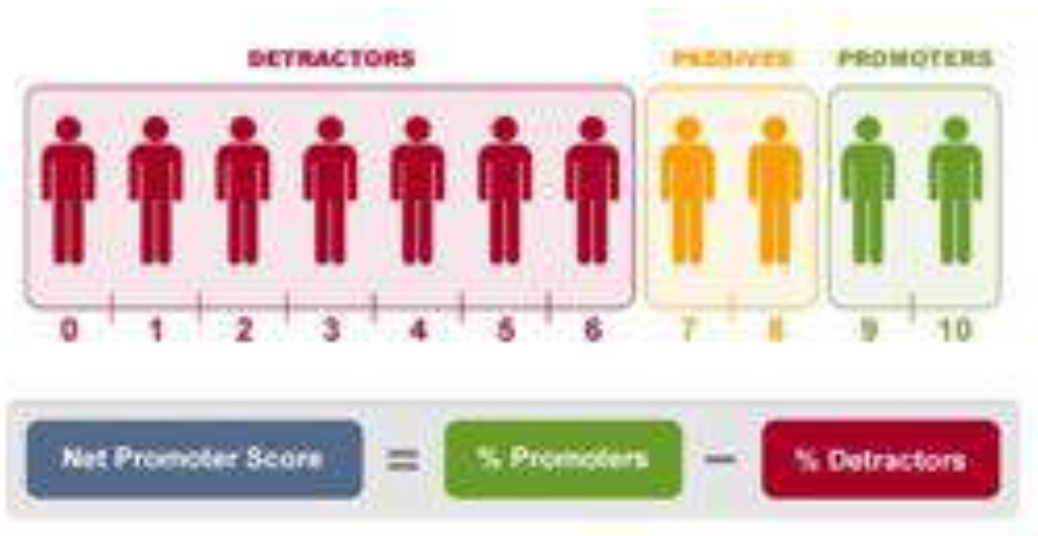 DETRACTORS PASSIVES PROMOTERS
0 1 2 3 4 5 6 7 8 9 10
Net Promoter Score = % Promoters − % Detractors